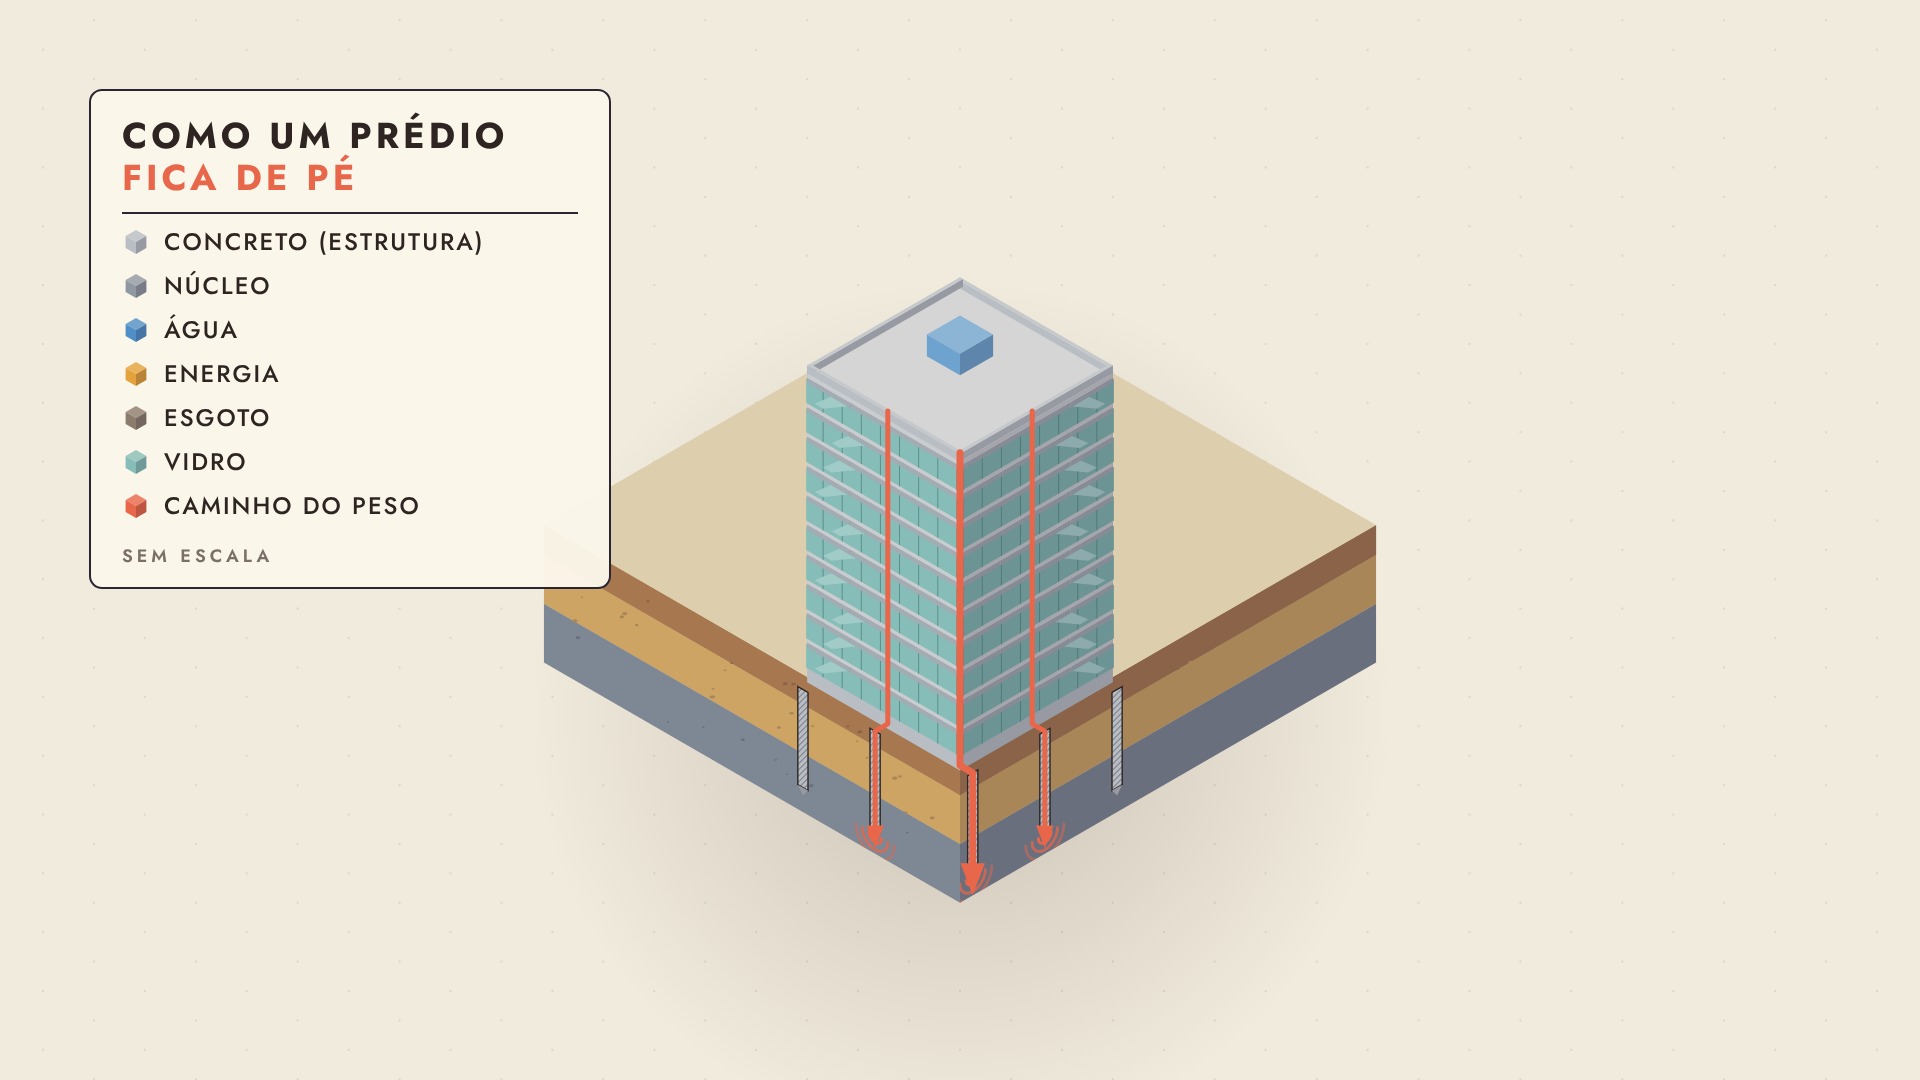 COMO UM PRÉDIO
FICA DE PÉ
CONCRETO (ESTRUTURA)
NÚCLEO
ÁGUA
ENERGIA
ESGOTO
VIDRO
CAMINHO DO PESO
SEM ESCALA